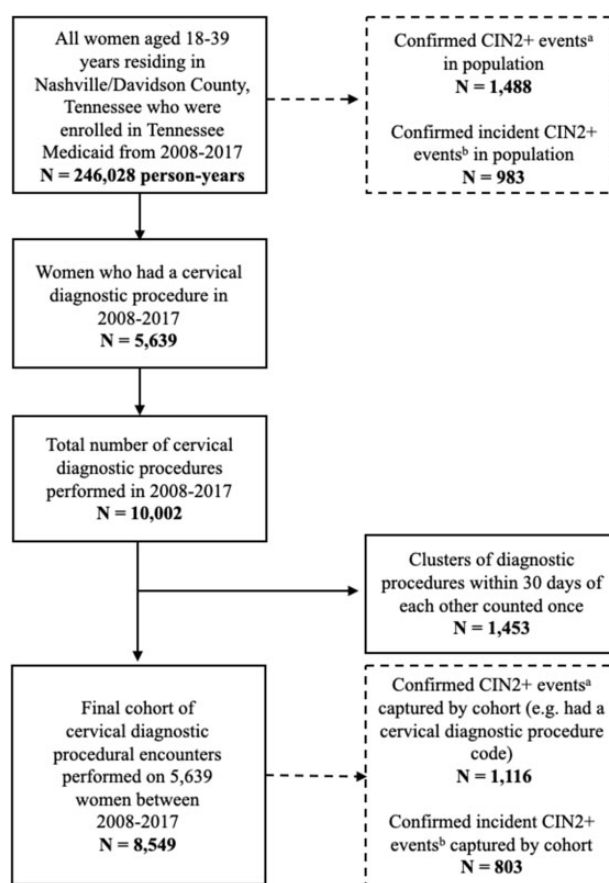 All women aged 18-39
years residing in
Nashville/Davidson County,
Tennessee who were
enrolled in Tennessee
Medicaid from 2008-2017
N = 246,028 person-years
Confirmed CIN2+ eventsᵃ
in population
N = 1,488
Confirmed incident CIN2+
eventsᵇ in population
N = 983
Women who had a cervical
diagnostic procedure in
2008-2017
N = 5,639
Total number of cervical
diagnostic procedures
performed in 2008-2017
N = 10,002
Clusters of diagnostic
procedures within 30 days of
each other counted once
N = 1,453
Final cohort of
cervical diagnostic
procedural encounters
performed on 5,639
women between
2008-2017
N = 8,549
Confirmed CIN2+ eventsᵃ
captured by cohort (e.g. had a
cervical diagnostic procedure
code)
N = 1,116
Confirmed incident CIN2+
eventsᵇ captured by cohort
N = 803